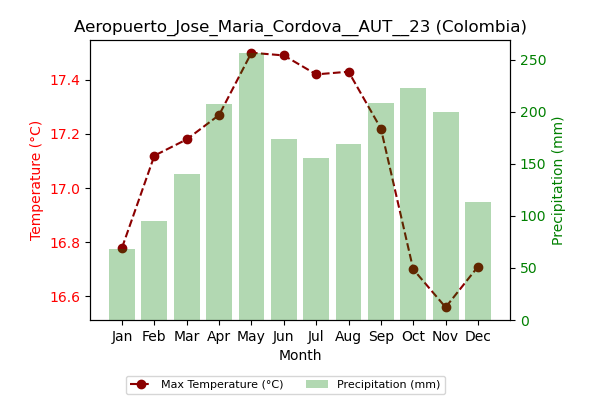 Aeropuerto_Jose_Maria_Cordova__AUT__23 (Colombia)
Temperature (°C)
17.4
17.2
17.0
16.8
16.6
250
200
150
100
50
0
Precipitation (mm)
Jan Feb Mar Apr May Jun Jul Aug Sep Oct Nov Dec
Month
Max Temperature (°C) Precipitation (mm)